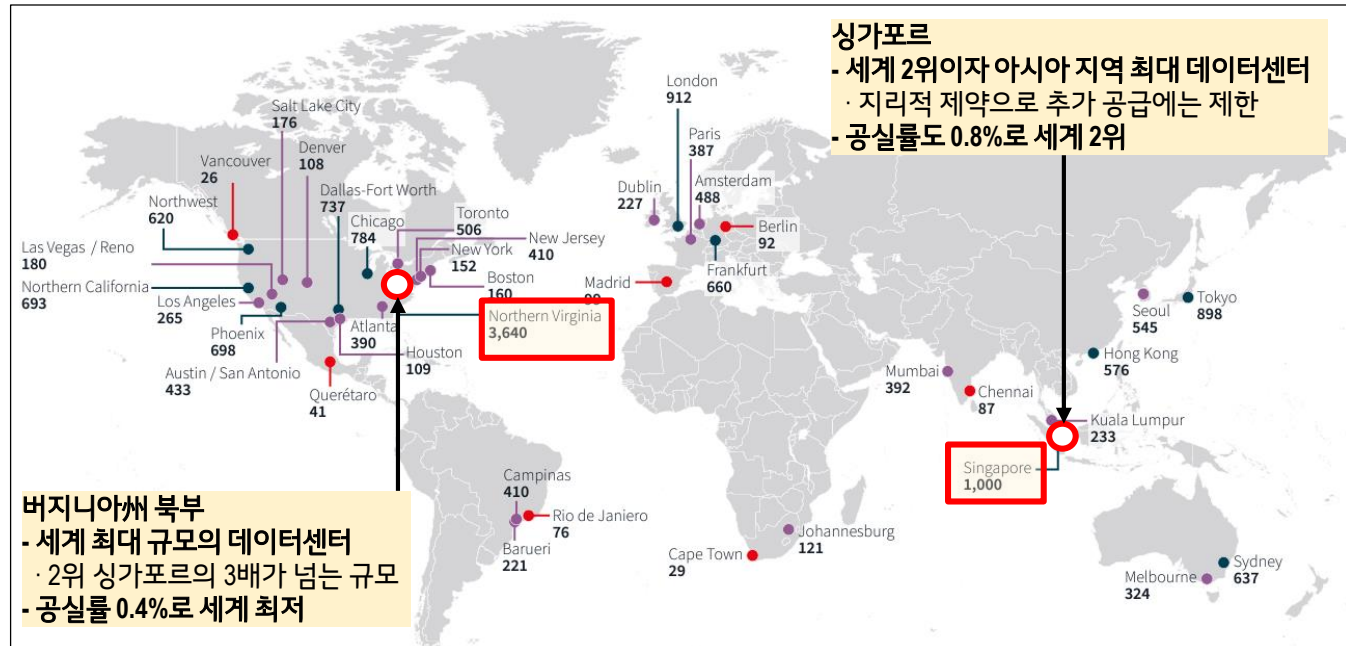 싱가포르
- 세계 2위이자 아시아 지역 최대 데이터센터
· 지리적 제약으로 추가 공급에는 제한
- 공실률도 0.8%로 세계 2위
Salt Lake City
176
Denver
108
Vancouver
26
Northwest
620
Dallas-Fort Worth
737
Chicago
784
Toronto
506
New Jersey
410
New York
152
Boston
160
Las Vegas / Reno
180
Northern California
693
Los Angeles
265
Phoenix
698
Atlanta
390
Northern Virginia
3,640
Houston
109
Austin / San Antonio
433
Querétaro
41
London
912
Paris
387
Dublin
227
Amsterdam
488
Berlin
92
Frankfurt
660
Madrid
Seoul
545
Tokyo
898
Hong Kong
576
Mumbai
392
Chennai
87
Kuala Lumpur
233
Singapore
1,000
Campinas
410
Rio de Janiero
76
Barueri
221
Johannesburg
121
Cape Town
29
Sydney
637
Melbourne
324
버지니아州 북부
- 세계 최대 규모의 데이터센터
· 2위 싱가포르의 3배가 넘는 규모
- 공실률 0.4%로 세계 최저